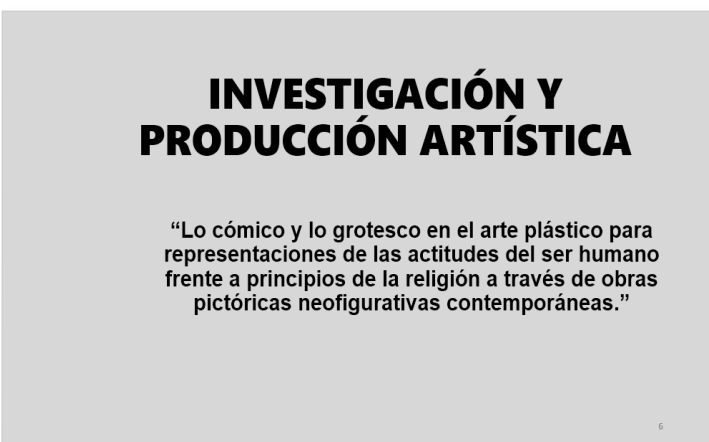 INVESTIGACIÓN Y
PRODUCCIÓN ARTÍSTICA
“Lo cómico y lo grotesco en el arte plástico para
representaciones de las actitudes del ser humano
frente a principios de la religión a través de obras
pictóricas neofigurativas contemporáneas.”
6